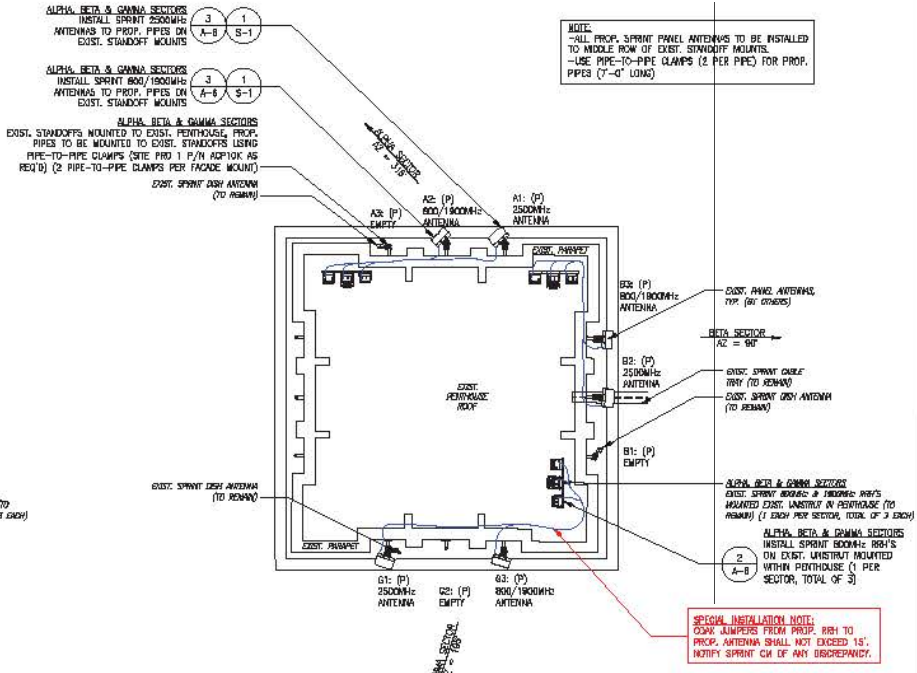 ALPHA, BETA & GAMMA SECTORS
INSTALL SPRINT 2500MHz
ANTENNAS TO PROP. PIPES ON
EXIST. STANDOFF MOUNTS
3
A-6
1
S-1
ALPHA, BETA & GAMMA SECTORS
INSTALL SPRINT 800/1900MHz
ANTENNAS TO PROP. PIPES ON
EXIST. STANDOFF MOUNTS
3
A-6
1
S-1
ALPHA, BETA & GAMMA SECTORS
EXIST. STANDOFFS MOUNTED TO EXIST. PENTHOUSE, PROP.
PIPES TO BE MOUNTED TO EXIST. STANDOFFS USING
PIPE-TO-PIPE CLAMPS (SITE PRO 1 P/N ACP10K AS
REQ'D) (2 PIPE-TO-PIPE CLAMPS PER FACADE MOUNT)
EXIST. SPRINT DISH ANTENNA
(TO REMAIN)
NOTE:
-ALL PROP. SPRINT PANEL ANTENNAS TO BE INSTALLED
TO MIDDLE ROW OF EXIST. STANDOFF MOUNTS.
-USE PIPE-TO-PIPE CLAMPS (2 PER PIPE) FOR PROP.
PIPES (7'-0" LONG)
ALPHA SECTOR
AZ = 315
A3: (P)
EMPTY
A2: (P)
800/1900MHz
ANTENNA
A1: (P)
2500MHz
ANTENNA
EXIST. PARAPET
B3: (P)
800/1900MHz
ANTENNA
EXIST. PANEL ANTENNAS,
TYP. (BY OTHERS)
BETA SECTOR
AZ = 90°
B2: (P)
2500MHz
ANTENNA
EXIST. SPRINT CABLE
TRAY (TO REMAIN)
EXIST. SPRINT DISH ANTENNA
(TO REMAIN)
EXIST.
PENTHOUSE
ROOF
B1: (P)
EMPTY
EXIST. SPRINT DISH ANTENNA
(TO REMAIN)
ALPHA, BETA & GAMMA SECTORS
EXIST. SPRINT 800MHz & 1900MHz RRH'S
MOUNTED EXIST. UNISTRUT IN PENTHOUSE (TO
REMAIN) (1 EACH PER SECTOR, TOTAL OF 3 EACH)
TO
EACH)
ALPHA, BETA & GAMMA SECTORS
INSTALL SPRINT 800MHz RRH'S
ON EXIST. UNISTRUT MOUNTED
WITHIN PENTHOUSE (1 PER
SECTOR, TOTAL OF 3)
2
A-6
EXIST. PARAPET
G1: (P)
2500MHz
ANTENNA
G2: (P)
EMPTY
G3: (P)
800/1900MHz
ANTENNA
SPECIAL INSTALLATION NOTE:
COAX JUMPERS FROM PROP. RRH TO
PROP. ANTENNA SHALL NOT EXCEED 15'.
NOTIFY SPRINT CM OF ANY DISCREPANCY.